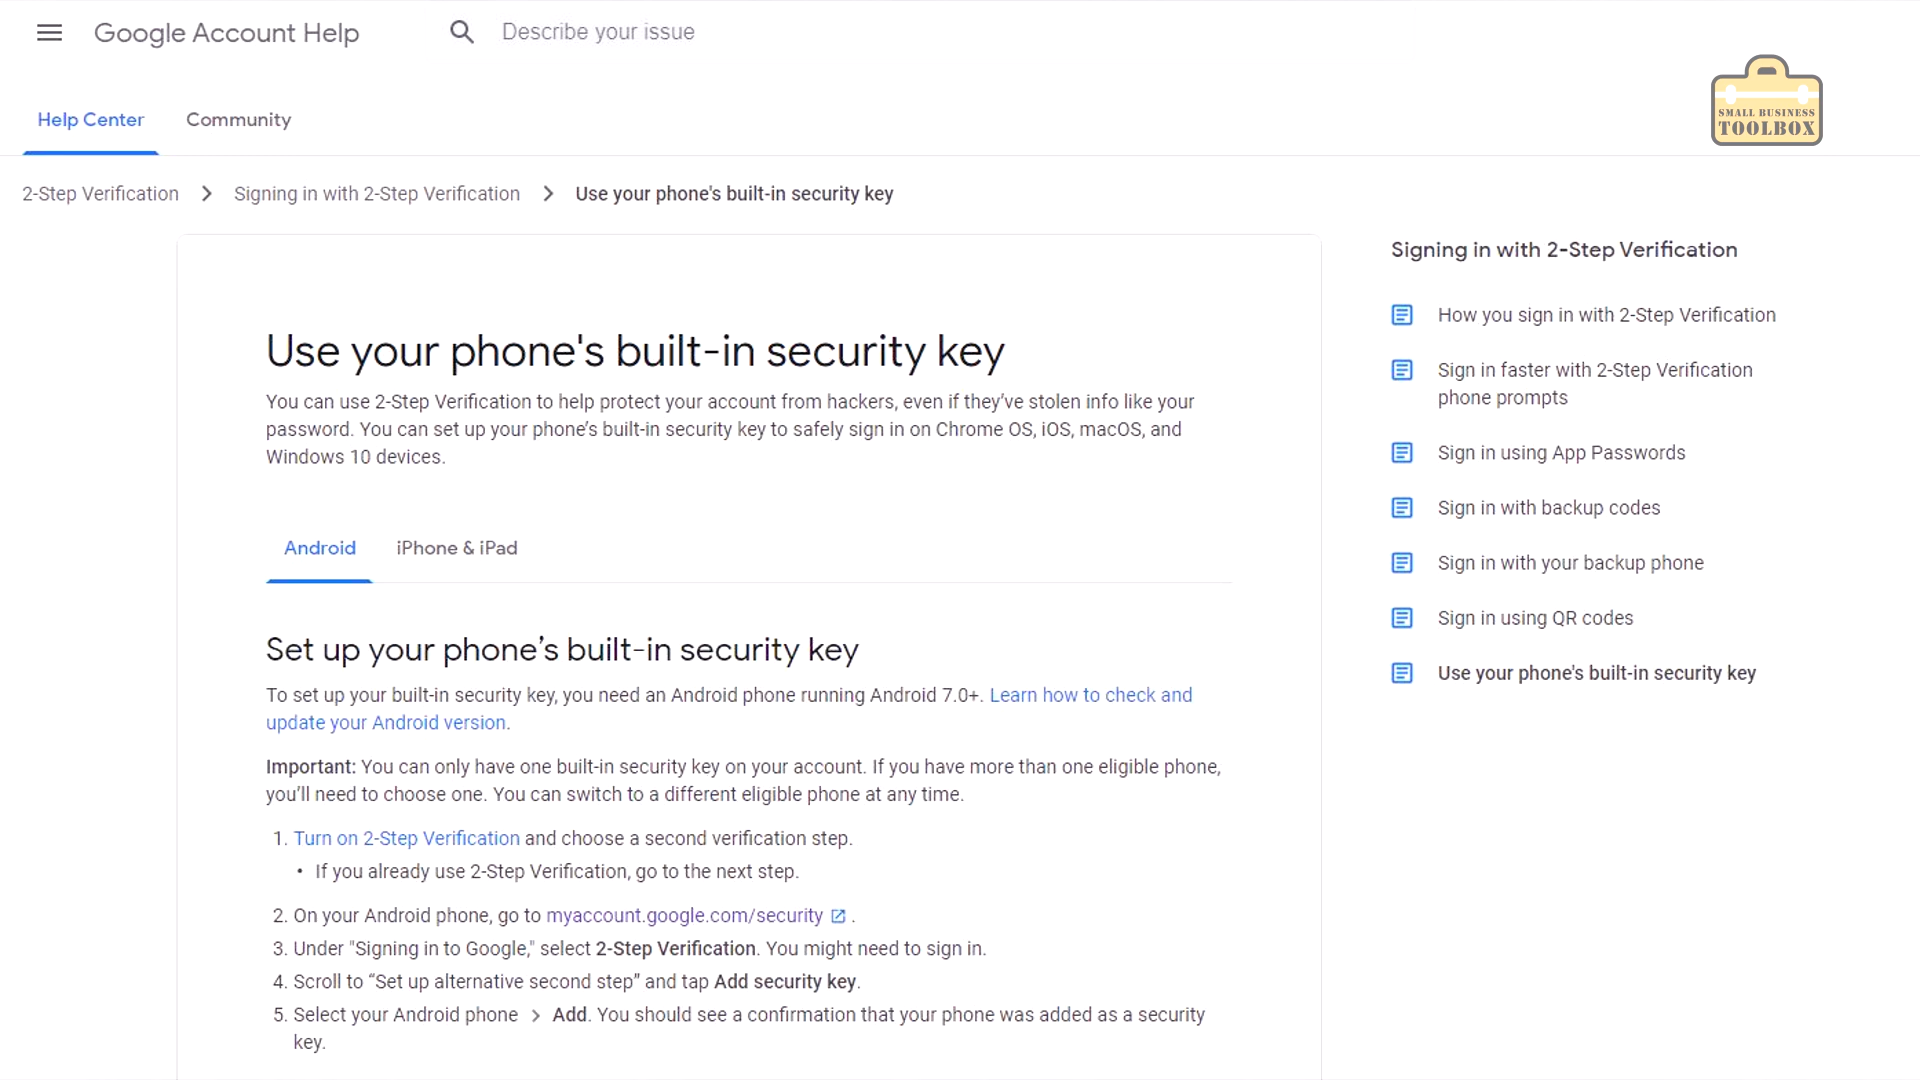 Google Account Help
Describe your issue
SMALL BUSINESS
TOOLBOX
Help Center
Community
2-Step Verification
Signing in with 2-Step Verification
Use your phone's built-in security key
Use your phone's built-in security key
You can use 2-Step Verification to help protect your account from hackers, even if they’ve stolen info like your
password. You can set up your phone’s built-in security key to safely sign in on Chrome OS, iOS, macOS, and
Windows 10 devices.
Android
iPhone & iPad
Set up your phone’s built-in security key
To set up your built-in security key, you need an Android phone running Android 7.0+. Learn how to check and
update your Android version.
Important: You can only have one built-in security key on your account. If you have more than one eligible phone,
you’ll need to choose one. You can switch to a different eligible phone at any time.
1. Turn on 2-Step Verification and choose a second verification step.
• If you already use 2-Step Verification, go to the next step.
2. On your Android phone, go to myaccount.google.com/security .
3. Under "Signing in to Google," select 2-Step Verification. You might need to sign in.
4. Scroll to “Set up alternative second step” and tap Add security key.
5. Select your Android phone > Add. You should see a confirmation that your phone was added as a security
key.
Signing in with 2-Step Verification
How you sign in with 2-Step Verification
Sign in faster with 2-Step Verification
phone prompts
Sign in using App Passwords
Sign in with backup codes
Sign in with your backup phone
Sign in using QR codes
Use your phone's built-in security key